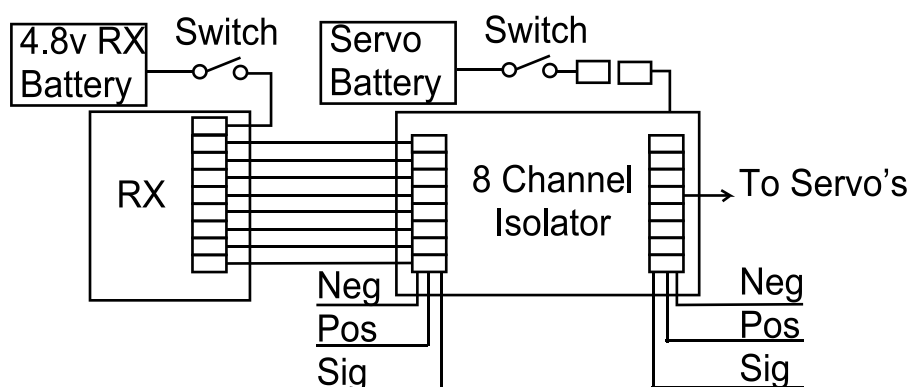 4.8v RX
Battery
Switch
Servo
Battery
Switch
RX
8 Channel
Isolator
To Servo's
Neg
Pos
Sig
Neg
Pos
Sig